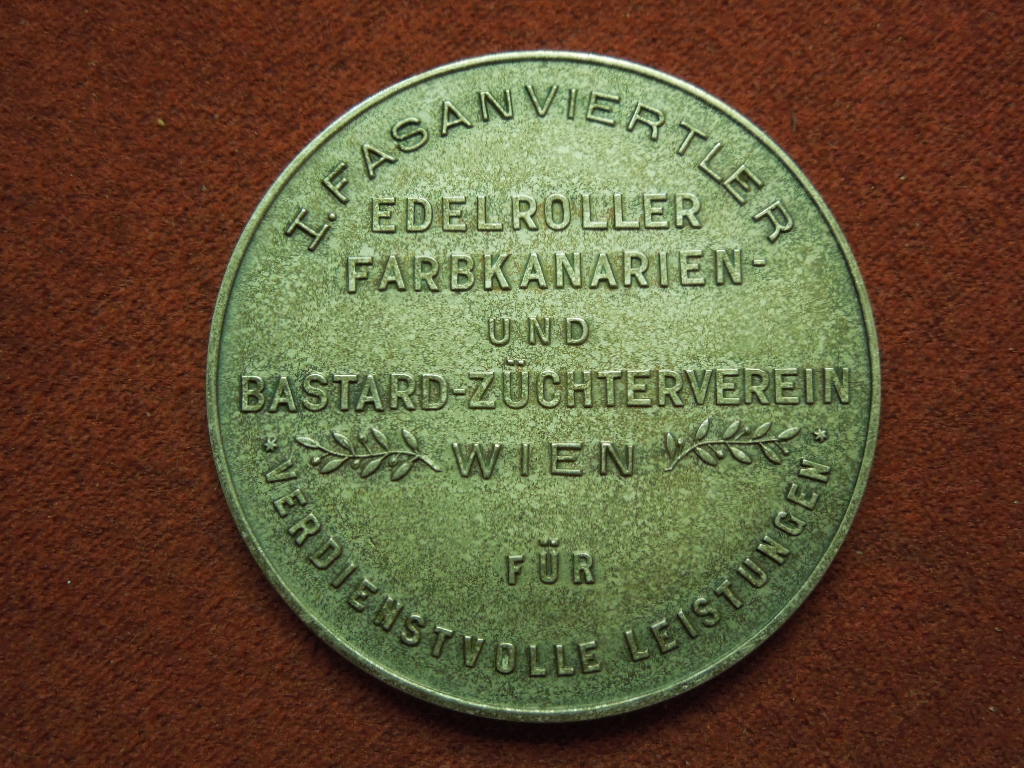 I. FASANVIERTLER
EDELROLLER
FARBKANARIEN-
UND
BASTARD-ZÜCHTERVEREIN
WIEN
FÜR
* VERDIENSTVOLLE LEISTUNGEN *